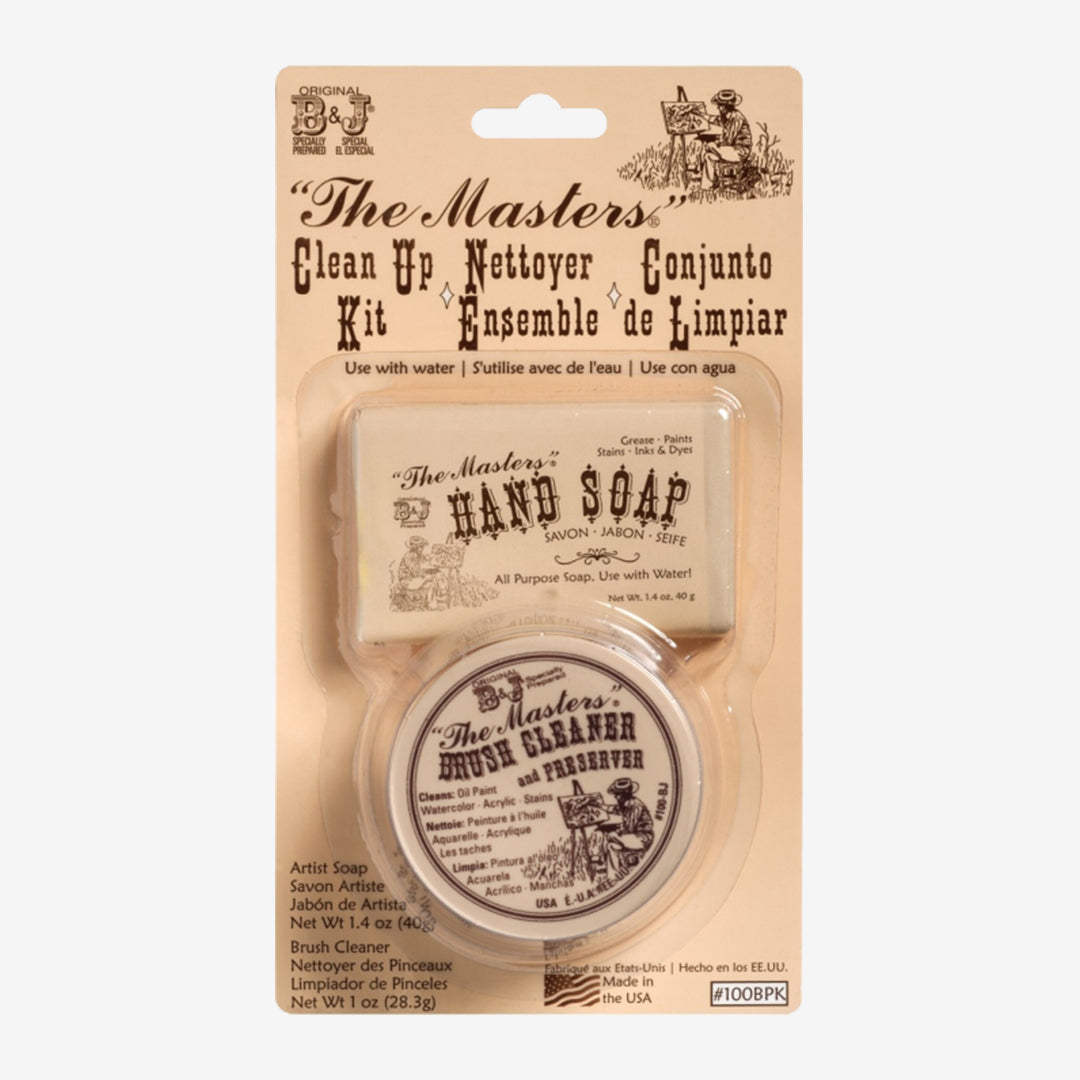 ORIGINAL
B&J®
SPECIALLY PREPARED
SPECIAL EL ESPECIAL
"The Masters®"
Clean Up Kit
Nettoyer Ensemble
Conjunto de Limpiar
Use with water | S'utilise avec de l'eau | Use con agua
Grease · Paints
Stains · Inks & Dyes
"The Masters"®
ORIGINAL
B&J
Specially
Prepared
HAND SOAP
SAVON · JABON · SEIFE
All Purpose Soap, Use with Water!
Net Wt. 1.4 oz, 40 g
ORIGINAL
B&J Specially
Prepared
"The Masters"®
BRUSH CLEANER
and PRESERVER
Cleans: Oil Paint
Watercolor · Acrylic · Stains
Nettoie: Peinture à l'huile
Aquarelle · Acrylique
Les taches
Limpia: Pintura al óleo
Acuarela
Acrilico · Manchas
USA É.-U.A.
#100-BJ
Artist Soap
Savon Artiste
Jabón de Artista
Net Wt 1.4 oz (40g)
Brush Cleaner
Nettoyer des Pinceaux
Limpiador de Pinceles
Net Wt 1 oz (28.3g)
Fabriqué aux Etats-Unis | Hecho en los EE.UU.
Made in
the USA
#100BPK